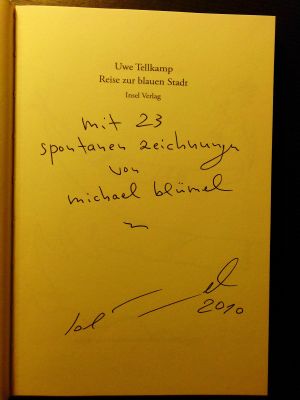 Uwe Tellkamp
Reise zur blauen Stadt
Insel Verlag
mit 23
spontanen zeichnungen
von
michael blümel
2010